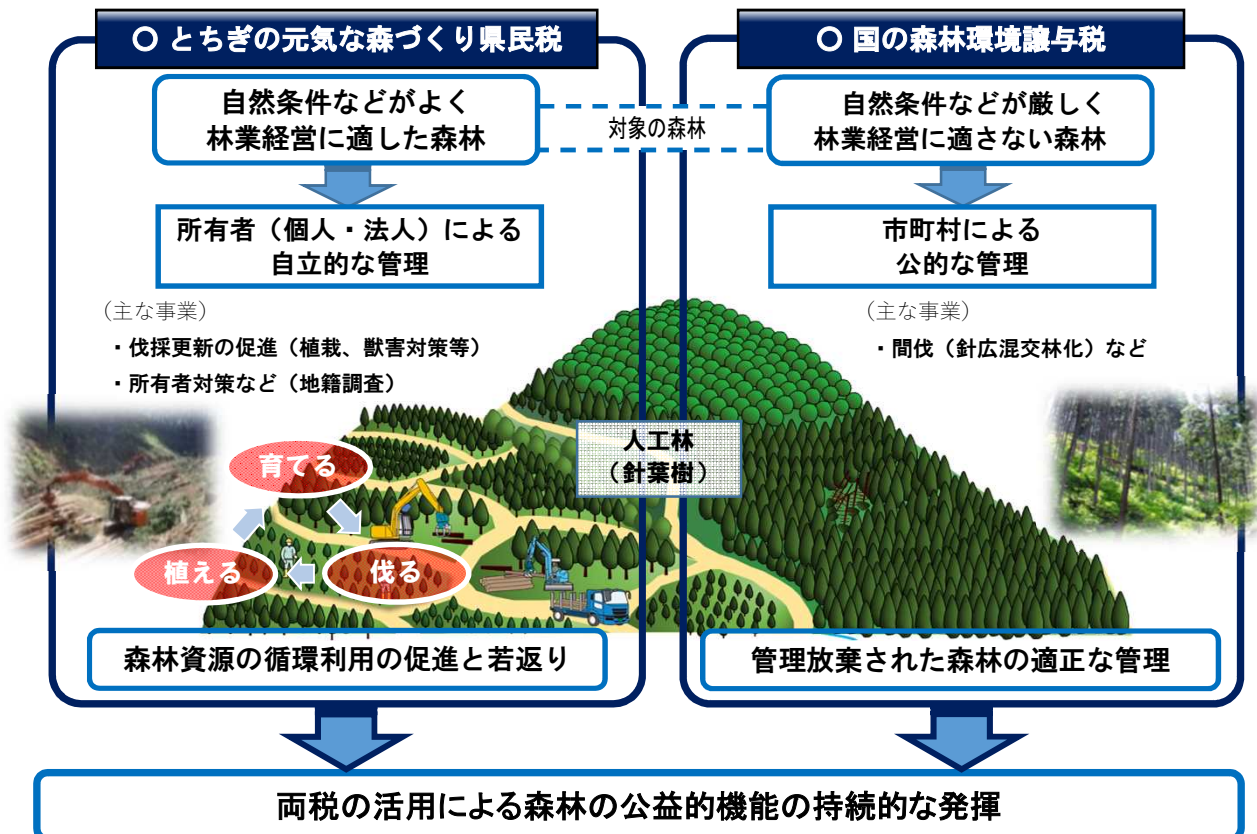 〇 とちぎの元気な森づくり県民税
自然条件などがよく
林業経営に適した森林
所有者（個人・法人）による
自立的な管理
（主な事業）
・伐採更新の促進（植栽、獣害対策等）
・所有者対策など（地籍調査）
対象の森林
〇 国の森林環境譲与税
自然条件などが厳しく
林業経営に適さない森林
市町村による
公的な管理
（主な事業）
・間伐（針広混交林化）など
人工林
（針葉樹）
育てる
植える
伐る
森林資源の循環利用の促進と若返り
管理放棄された森林の適正な管理
両税の活用による森林の公益的機能の持続的な発揮